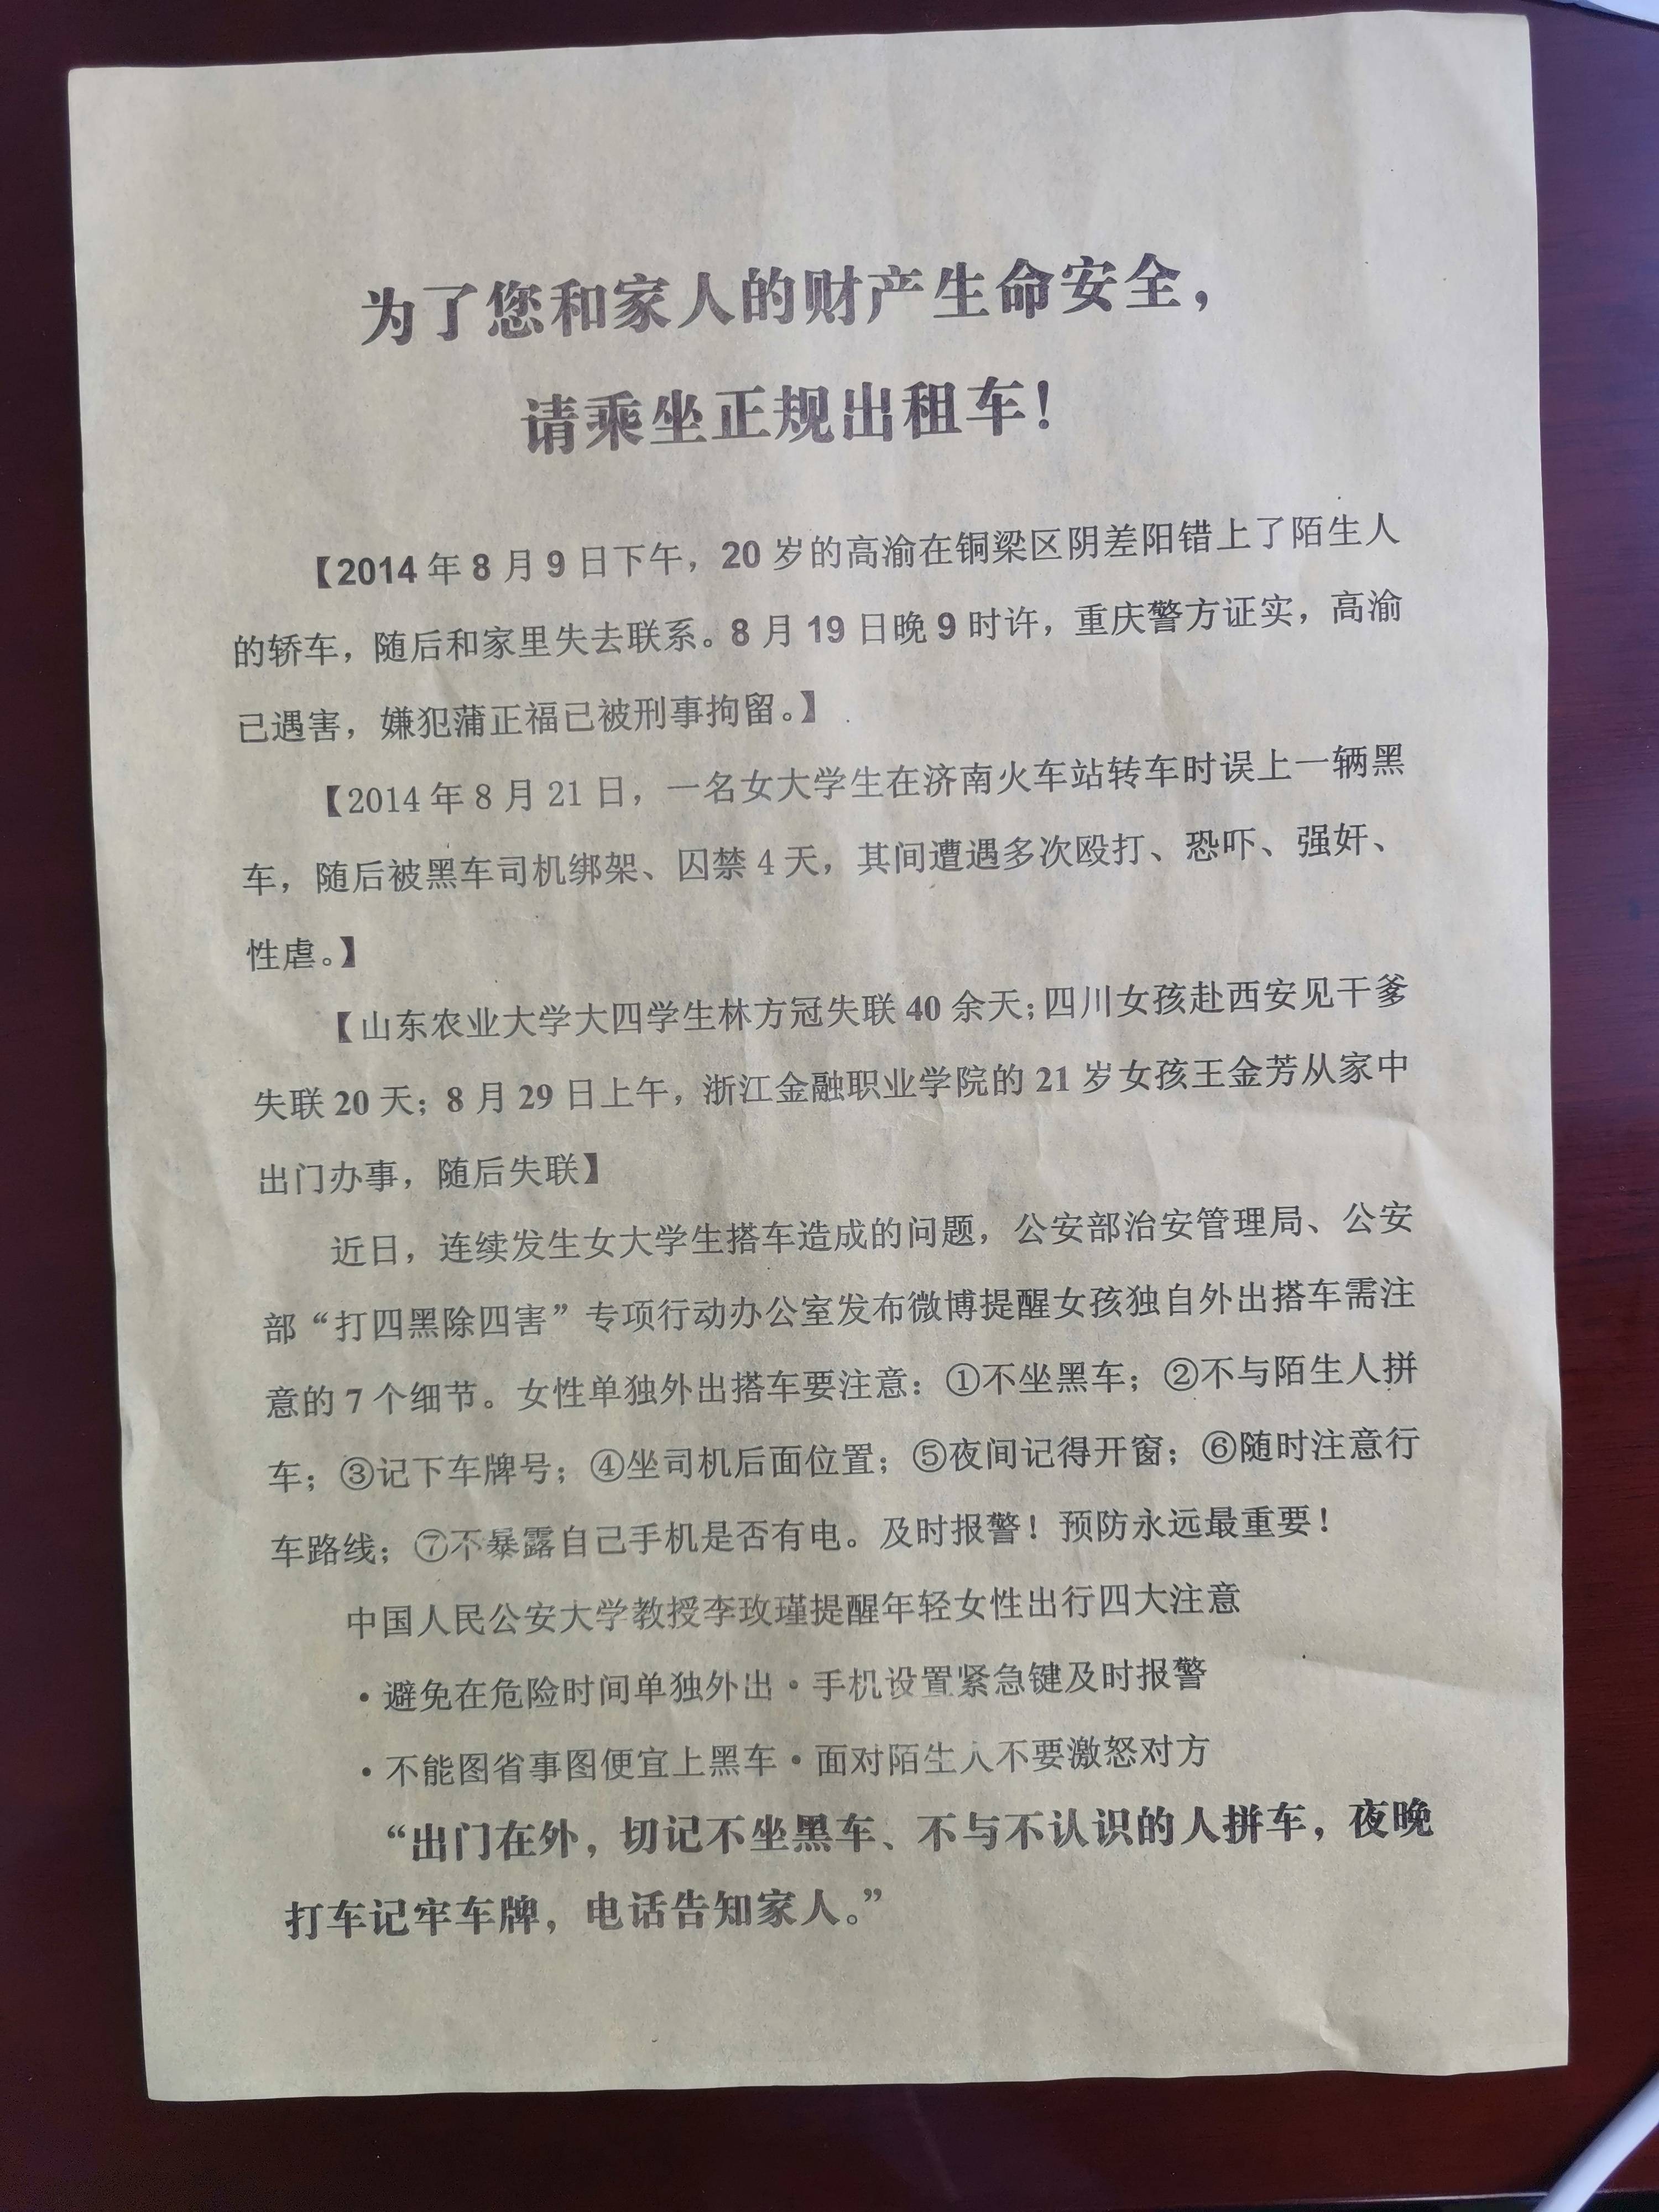 为了您和家人的财产生命安全，
请乘坐正规出租车！
【2014年8月9日下午，20岁的高渝在铜梁区阴差阳错上了陌生人
的轿车，随后和家里失去联系。8月19日晚9时许，重庆警方证实，高渝
已遇害，嫌犯蒲正福已被刑事拘留。】
【2014年8月21日，一名女大学生在济南火车站转车时误上一辆黑
车，随后被黑车司机绑架、囚禁4天，其间遭遇多次殴打、恐吓、强奸、
性虐。】
【山东农业大学大四学生林方冠失联40余天；四川女孩赴西安见干爹
失联20天；8月29日上午，浙江金融职业学院的21岁女孩王金芳从家中
出门办事，随后失联】
近日，连续发生女大学生搭车造成的问题，公安部治安管理局、公安
部“打四黑除四害”专项行动办公室发布微博提醒女孩独自外出搭车需注
意的7个细节。女性单独外出搭车要注意：①不坐黑车；②不与陌生人拼
车；③记下车牌号；④坐司机后面位置；⑤夜间记得开窗；⑥随时注意行
车路线；⑦不暴露自己手机是否有电。及时报警！预防永远最重要！
中国人民公安大学教授李玫瑾提醒年轻女性出行四大注意
·避免在危险时间单独外出·手机设置紧急键及时报警
·不能图省事图便宜上黑车·面对陌生人不要激怒对方
“出门在外，切记不坐黑车、不与不认识的人拼车，夜晚
打车记牢车牌，电话告知家人。”